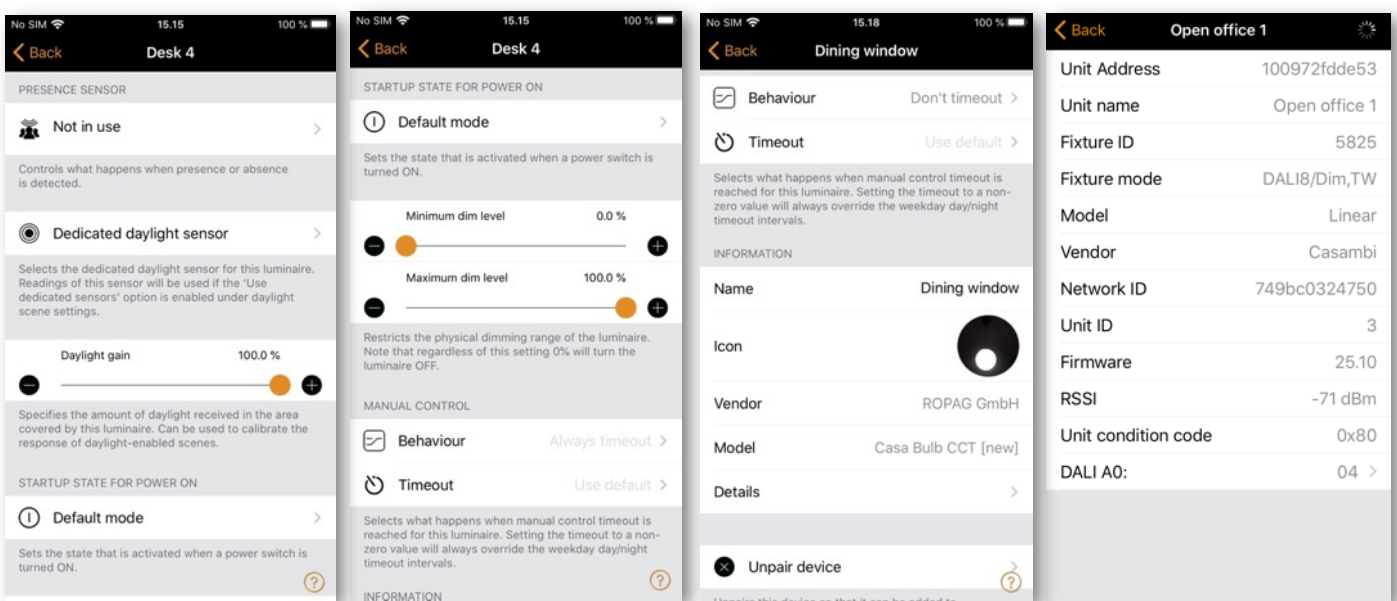 No SIM 15.15 100 %
Back Desk 4
PRESENCE SENSOR
Not in use
Controls what happens when presence or absence
is detected.
Dedicated daylight sensor
Selects the dedicated daylight sensor for this luminaire.
Readings of this sensor will be used if the 'Use
dedicated sensors' option is enabled under daylight
scene settings.
Daylight gain 100.0 %
Specifies the amount of daylight received in the area
covered by this luminaire. Can be used to calibrate the
response of daylight-enabled scenes.
STARTUP STATE FOR POWER ON
Default mode
Sets the state that is activated when a power switch is
turned ON.
?
No SIM 15.15 100 %
Back Desk 4
STARTUP STATE FOR POWER ON
Default mode
Sets the state that is activated when a power switch is
turned ON.
Minimum dim level 0.0 %
Maximum dim level 100.0 %
Restricts the physical dimming range of the luminaire.
Note that regardless of this setting 0% will turn the
luminaire OFF.
MANUAL CONTROL
Behaviour Always timeout
Timeout Use default
Selects what happens when manual control timeout is
reached for this luminaire. Setting the timeout to a non-
zero value will always override the weekday day/night
timeout intervals.
?
INFORMATION
No SIM 15.18 100 %
Back Dining window
Behaviour Don't timeout
Timeout Use default
Selects what happens when manual control timeout is
reached for this luminaire. Setting the timeout to a non-
zero value will always override the weekday day/night
timeout intervals.
INFORMATION
Name Dining window
Icon
Vendor ROPAG GmbH
Model Casa Bulb CCT [new]
Details
Unpair device
?
Unpair this device so that it can be added to
Back Open office 1
Unit Address 100972fdde53
Unit name Open office 1
Fixture ID 5825
Fixture mode DALI8/Dim,TW
Model Linear
Vendor Casambi
Network ID 749bc0324750
Unit ID 3
Firmware 25.10
RSSI -71 dBm
Unit condition code 0x80
DALI A0: 04